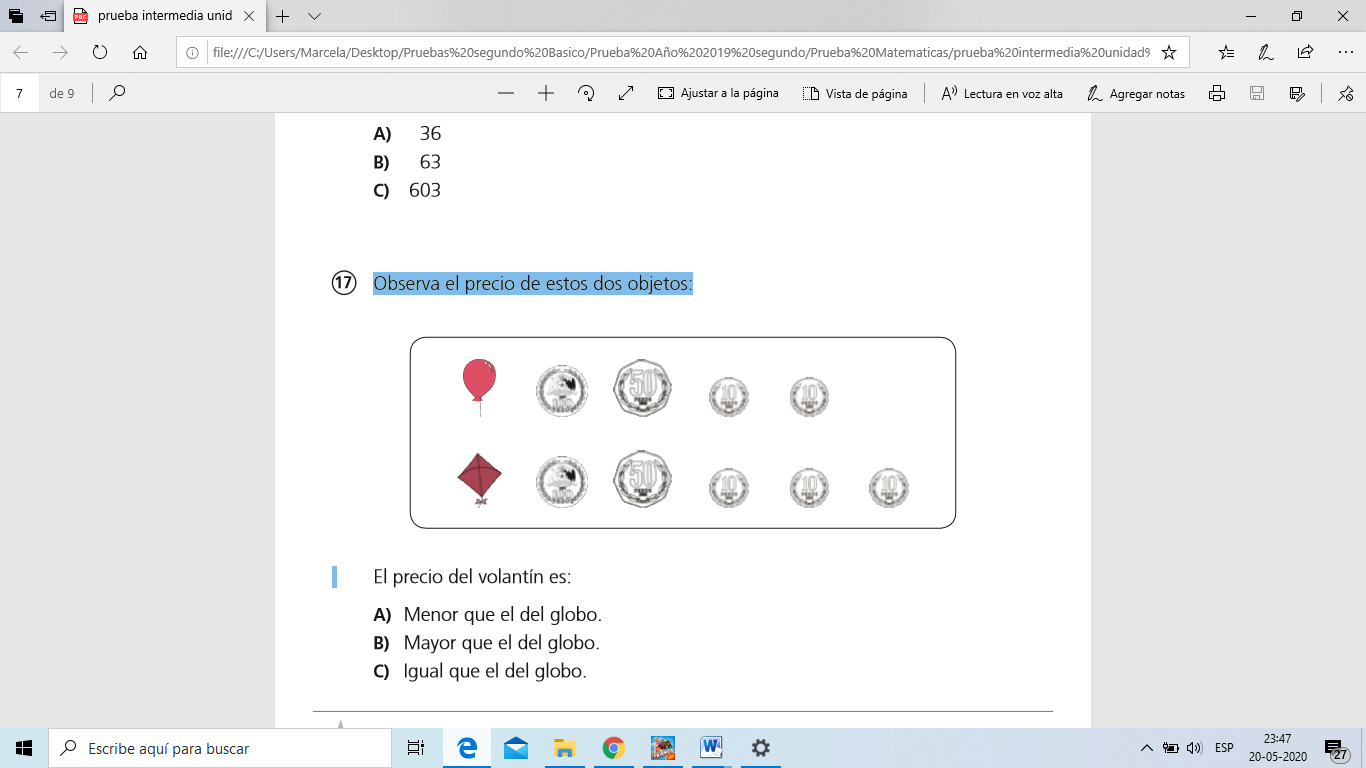 prueba intermedia unid
file:///C:/Users/Marcela/Desktop/Pruebas%20segundo%20Basico/Prueba%20Año%202019%20segundo/Prueba%20Matematicas/prueba%20intermedia%20unidad%
7 de 9
Ajustar a la página
Vista de página
Lectura en voz alta
Agregar notas
A) 36
B) 63
C) 603
17 Observa el precio de estos dos objetos:
50 10 10
50 10 10 10
El precio del volantín es:
A) Menor que el del globo.
B) Mayor que el del globo.
C) Igual que el del globo.
Escribe aquí para buscar
ESP
23:47
20-05-2020
27